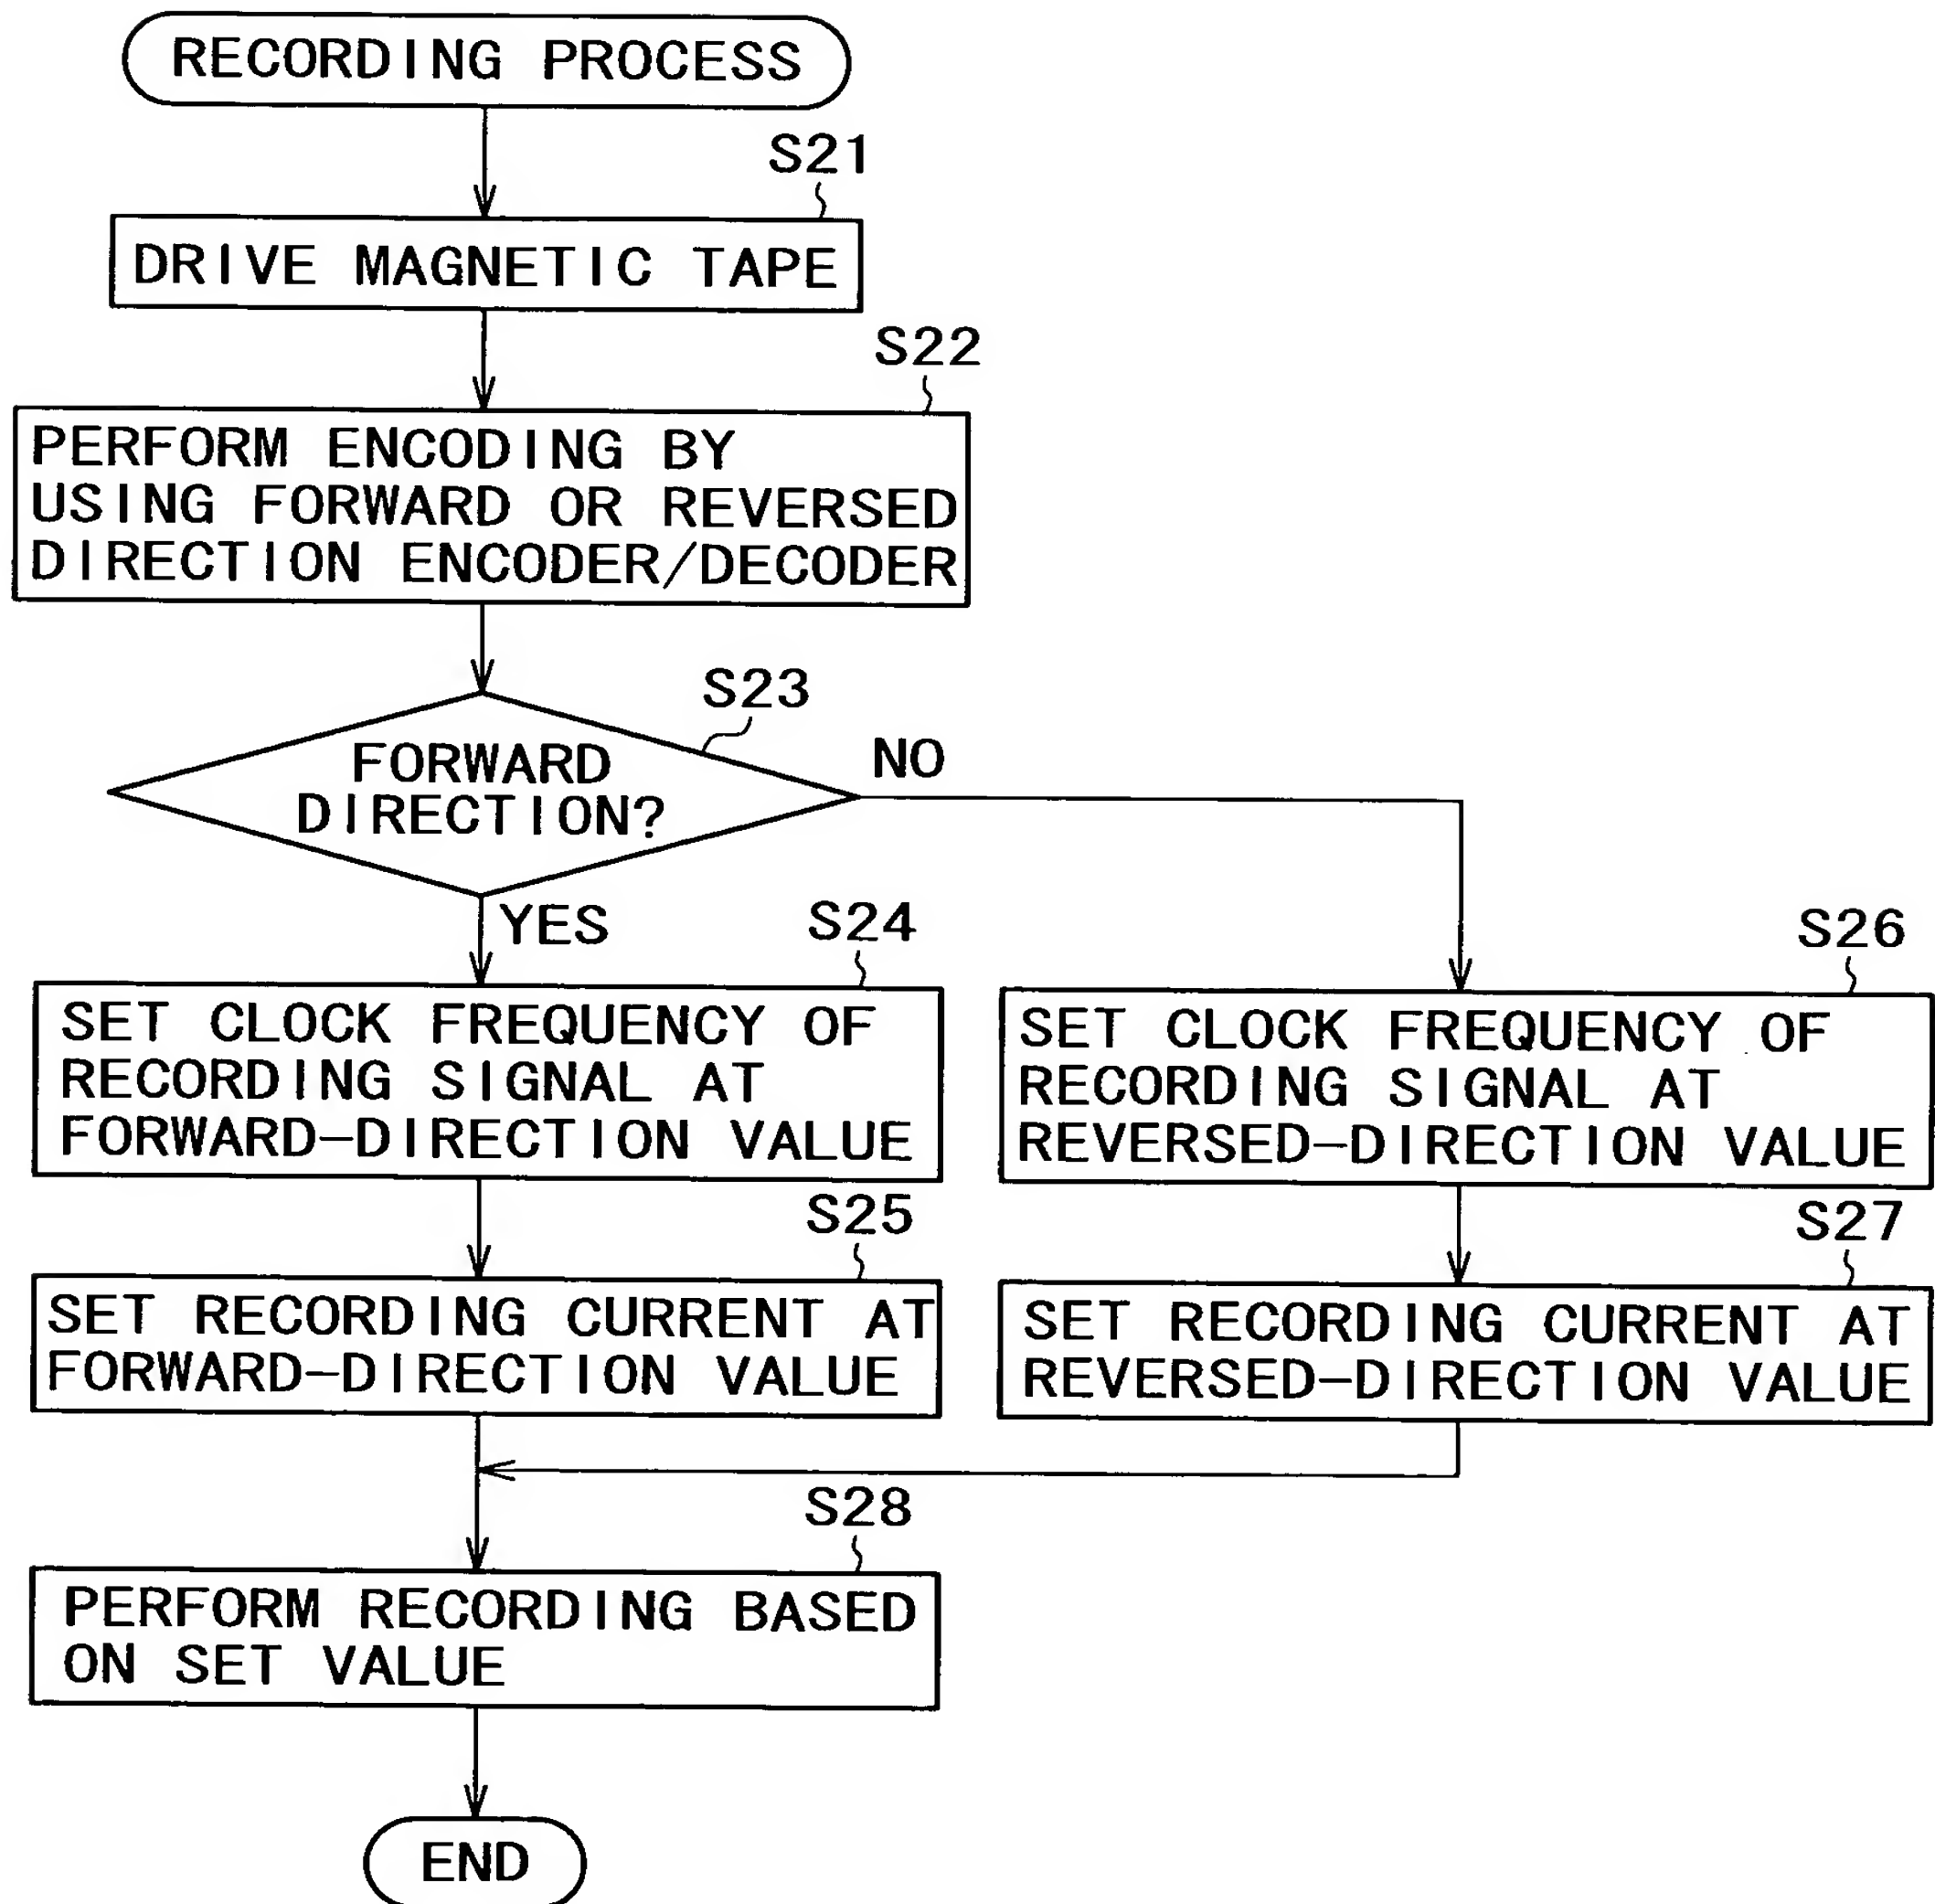 RECORDING PROCESS
S21
DRIVE MAGNETIC TAPE
S22
PERFORM ENCODING BY
USING FORWARD OR REVERSED
DIRECTION ENCODER/DECODER
S23
FORWARD
DIRECTION?
NO
YES
S24
SET CLOCK FREQUENCY OF
RECORDING SIGNAL AT
FORWARD-DIRECTION VALUE
S25
SET RECORDING CURRENT AT
FORWARD-DIRECTION VALUE
S26
SET CLOCK FREQUENCY OF
RECORDING SIGNAL AT
REVERSED-DIRECTION VALUE
S27
SET RECORDING CURRENT AT
REVERSED-DIRECTION VALUE
S28
PERFORM RECORDING BASED
ON SET VALUE
END